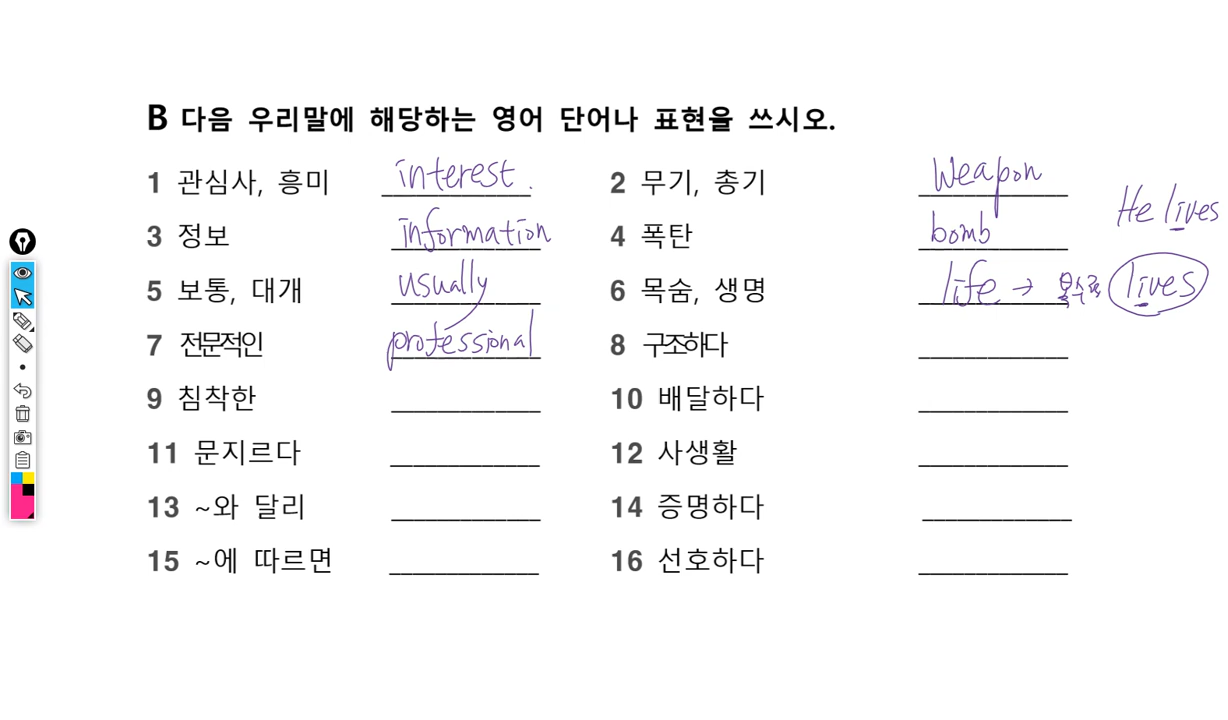 B 다음 우리말에 해당하는 영어 단어나 표현을 쓰시오.
1 관심사, 흥미 interest. 2 무기, 총기 Weapon
He lives
3 정보 information 4 폭탄 bomb
5 보통, 대개 usually 6 목숨, 생명 life → 복수형 lives
7 전문적인 professional 8 구조하다
9 침착한 10 배달하다
11 문지르다 12 사생활
13 ~와 달리 14 증명하다
15 ~에 따르면 16 선호하다